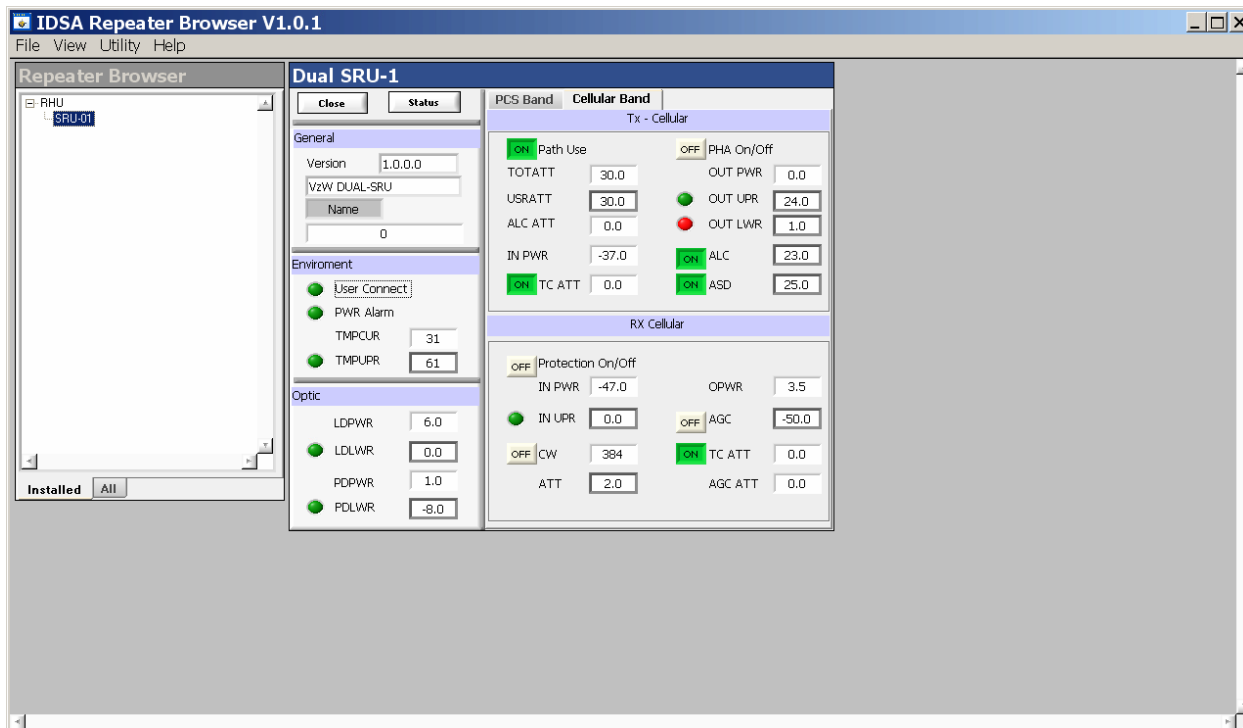 IDSA Repeater Browser V1.0.1
File View Utility Help
Repeater Browser
RHU
SRU-01
Installed All
Dual SRU-1
Close Status
General
Version 1.0.0.0
VzW DUAL-SRU
Name
0
Enviroment
User Connect
PWR Alarm
TMPCUR 31
TMPUPR 61
Optic
LDPWR 6.0
LDLWR 0.0
PDPWR 1.0
PDLWR -8.0
PCS Band Cellular Band
Tx - Cellular
ON Path Use OFF PHA On/Off
TOTATT 30.0 OUT PWR 0.0
USRATT 30.0 OUT UPR 24.0
ALC ATT 0.0 OUT LWR 1.0
IN PWR -37.0 ON ALC 23.0
ON TC ATT 0.0 ON ASD 25.0
RX Cellular
OFF Protection On/Off
IN PWR -47.0 OPWR 3.5
IN UPR 0.0 OFF AGC -50.0
OFF CW 384 ON TC ATT 0.0
ATT 2.0 AGC ATT 0.0